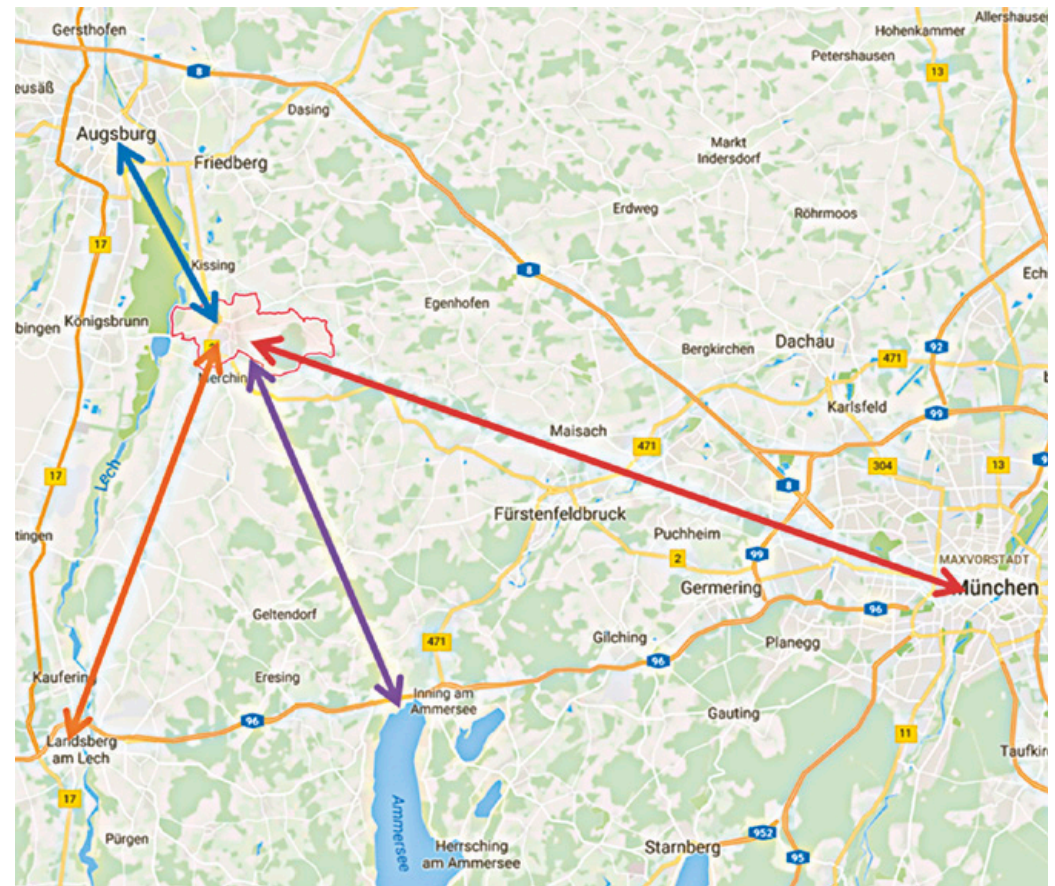 Gersthofen
Allershause
Hohenkammer
Petershausen
8
13
eusäß
Dasing
Augsburg
Friedberg
Markt
Indersdorf
Erdweg
Röhrmoos
17
Kissing
8
Echi
Egenhofen
bingen
Königsbrunn
Bergkirchen
Dachau
92
471
Merching
Karlsfeld
99
Maisach
471
304
13
17
Lech
8
Fürstenfeldbruck
tingen
Puchheim
2
99
MAXVORSTADT
Germering
München
96
Geltendorf
471
Gilching
Planegg
96
Kaufering
Eresing
Inning am
Ammersee
96
Gauting
11
Landsberg
am Lech
Taufkir
17
Ammersee
Pürgen
Herrsching
am Ammersee
Starnberg
952
95